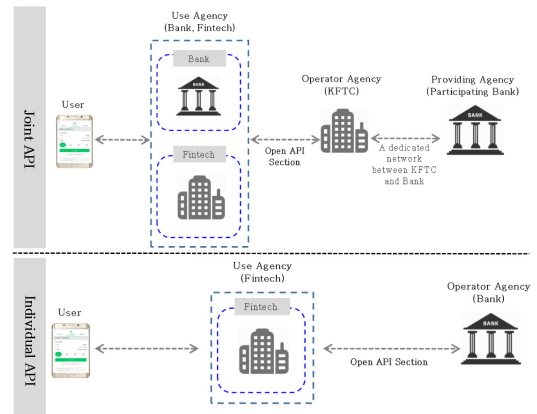 Joint API
User
Use Agency
(Bank, Fintech)
Bank
Fintech
Open API
Section
Operator Agency
(KFTC)
A dedicated
network
between KFTC
and Bank
Providing Agency
(Participating Bank)
BANK
Individual API
User
Use Agency
(Fintech)
Fintech
Open API Section
Operator Agency
(Bank)
BANK